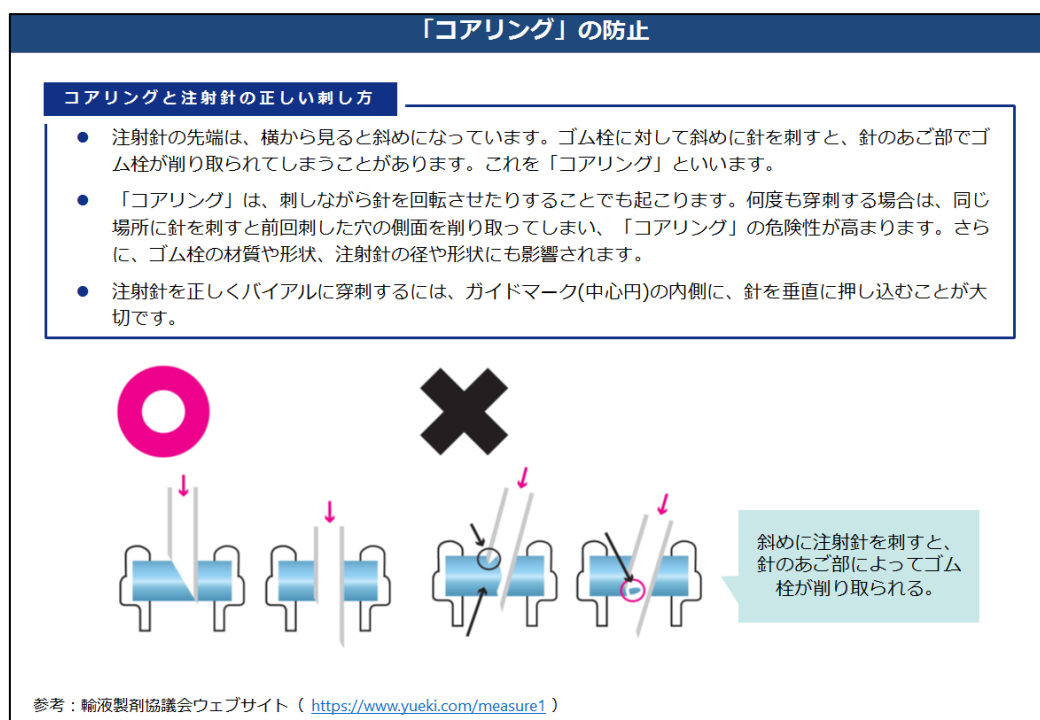 「コアリング」の防止
コアリングと注射針の正しい刺し方
● 注射針の先端は、横から見ると斜めになっています。ゴム栓に対して斜めに針を刺すと、針のあご部でゴ
ム栓が削り取られてしまうことがあります。これを「コアリング」といいます。
● 「コアリング」は、刺しながら針を回転させたりすることでも起こります。何度も穿刺する場合は、同じ
場所に針を刺すと前回刺した穴の側面を削り取ってしまい、「コアリング」の危険性が高まります。さら
に、ゴム栓の材質や形状、注射針の径や形状にも影響されます。
● 注射針を正しくバイアルに穿刺するには、ガイドマーク(中心円)の内側に、針を垂直に押し込むことが大
切です。
斜めに注射針を刺すと、
針のあご部によってゴム
栓が削り取られる。
参考：輸液製剤協議会ウェブサイト（ https://www.yueki.com/measure1 ）